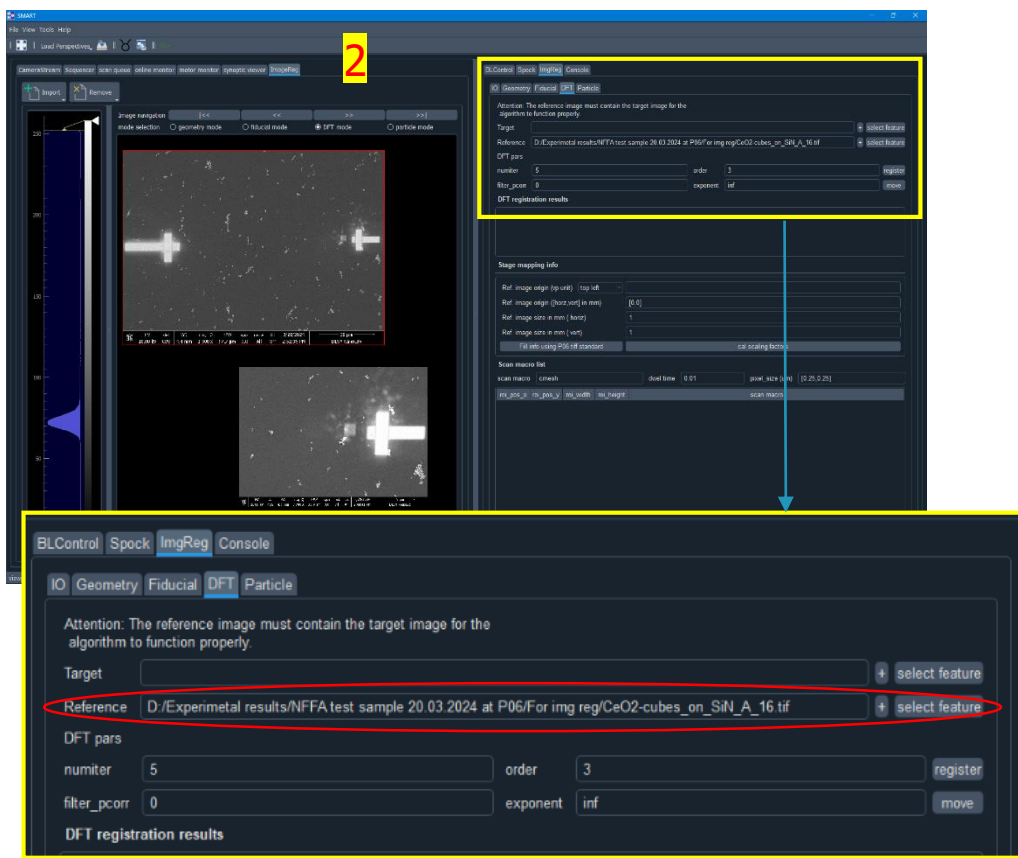 SMART
File View Tools Help
Load Perspectives
2
CameraStream Sequencer scan queue online monitor motor monitor synoptic viewer ImageReg
Import Remove
Image navigation |<< << >> >>|
mode selection geometry mode fiducial mode DFT mode particle mode
250
200
150
100
50
BLControl Spock ImgReg Console
IO Geometry Fiducial DFT Particle
Attention: The reference image must contain the target image for the
algorithm to function properly.
Target + select feature
Reference D:/Experimetal results/NFFA test sample 20.03.2024 at P06/For img reg/CeO2-cubes_on_SiN_A_16.tif + select feature
DFT pars
numiter 5 order 3 register
filter_pcorr 0 exponent inf move
DFT registration results
Stage mapping info
Ref. image origin (vp unit) top left
Ref. image origin ([horz,vert] in mm) [0.0]
Ref. image size in mm ( horz) 1
Ref. image size in mm ( vert) 1
Fill info using P06 tiff standard cal scaling factors
Scan macro list
scan macro cmesh dwel time 0.01 pixel_size (um) [0.25,0.25]
roi_pos_x roi_pos_y roi_width roi_height scan macro
BLControl Spock ImgReg Console
IO Geometry Fiducial DFT Particle
Attention: The reference image must contain the target image for the
algorithm to function properly.
Target + select feature
Reference D:/Experimetal results/NFFA test sample 20.03.2024 at P06/For img reg/CeO2-cubes_on_SiN_A_16.tif + select feature
DFT pars
numiter 5 order 3 register
filter_pcorr 0 exponent inf move
DFT registration results